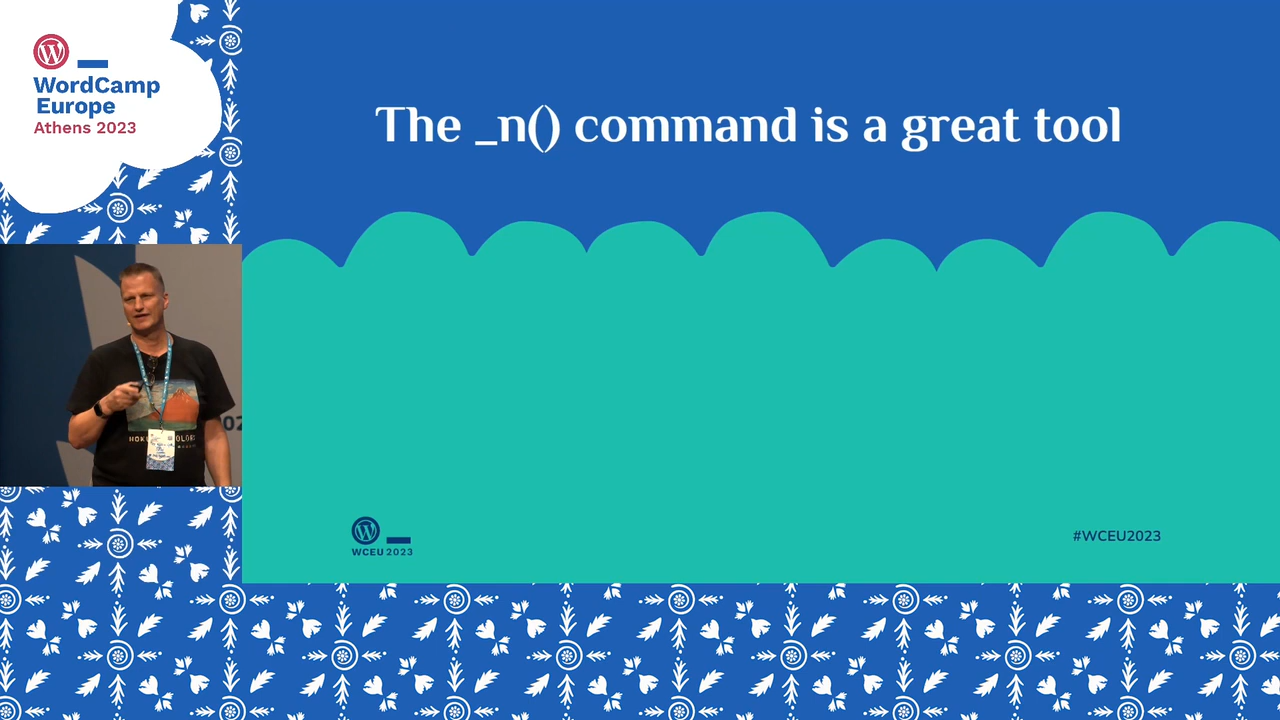 WordCamp
Europe
Athens 2023
The _n() command is a great tool
WCEU 2023
#WCEU2023